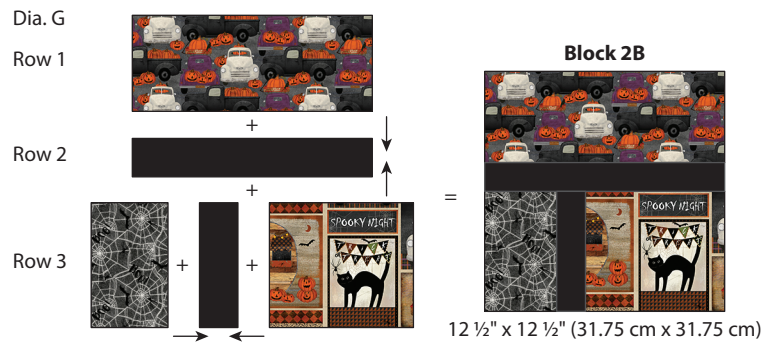 Dia. G
Row 1
+
Row 2
+
Row 3
+
+
SPOOKY NIGHT
=
Block 2B
SPOOKY NIGHT
12 ½" x 12 ½" (31.75 cm x 31.75 cm)